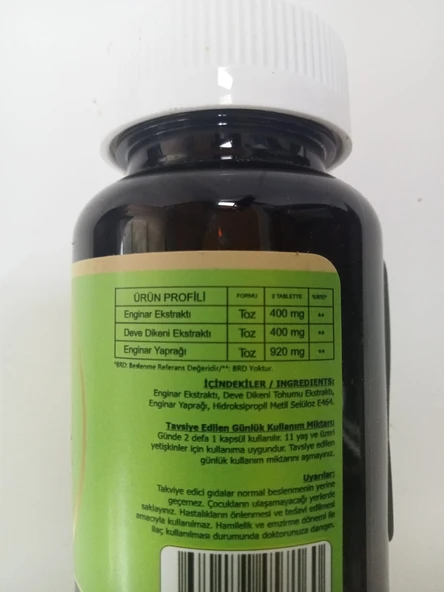 ÜRÜN PROFİLİ FORMU 2 TABLETTE %BRD*
Enginar Ekstraktı Toz 400 mg **
Deve Dikeni Ekstraktı Toz 400 mg **
Enginar Yaprağı Toz 920 mg **
*BRD: Beslenme Referans Değeridir/**: BRD Yoktur.
İÇİNDEKİLER / INGREDIENTS:
Enginar Ekstraktı, Deve Dikeni Tohumu Ekstraktı,
Enginar Yaprağı, Hidroksipropil Metil Selüloz E464.
Tavsiye Edilen Günlük Kullanım Miktarı:
Günde 2 defa 1 kapsül kullanılır. 11 yaş ve üzeri
yetişkinler için kullanıma uygundur. Tavsiye edilen
günlük kullanım miktarını aşmayınız.
Uyarılar:
Takviye edici gıdalar normal beslenmenin yerine
geçemez. Çocukların ulaşamayacağı yerlerde
saklayınız. Hastalıkların önlenmesi ve tedavi edilmesi
amacıyla kullanılmaz. Hamilelik ve emzirme dönemi ile
ilaç kullanılması durumunda doktorunuza danışın.